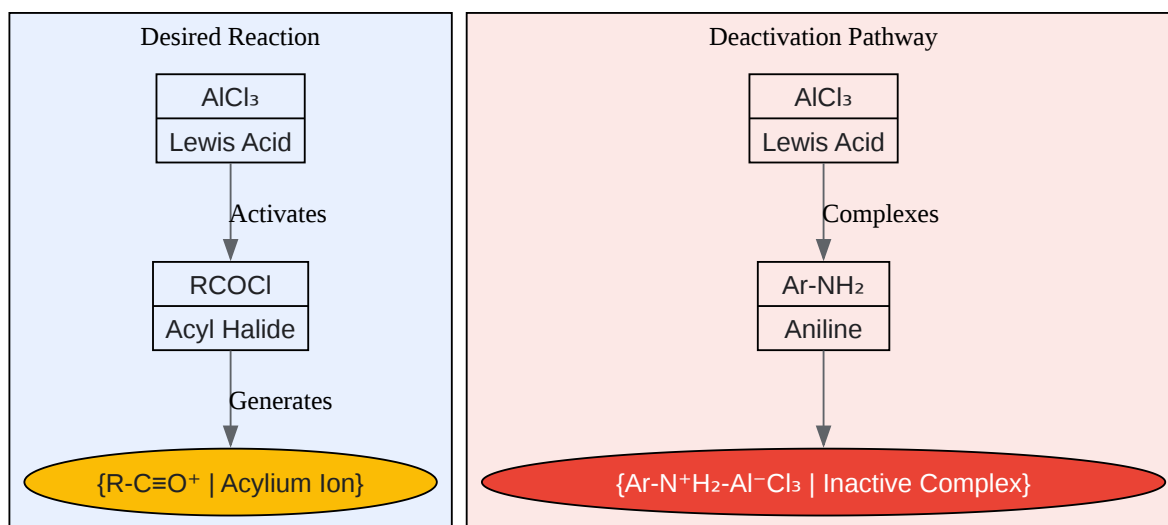 Desired Reaction
AlCl₃
Lewis Acid
Activates
RCOCl
Acyl Halide
Generates
{R-C≡O⁺ | Acylium Ion}
Deactivation Pathway
AlCl₃
Lewis Acid
Complexes
Ar-NH₂
Aniline
{Ar-N⁺H₂-Al⁻Cl₃ | Inactive Complex}